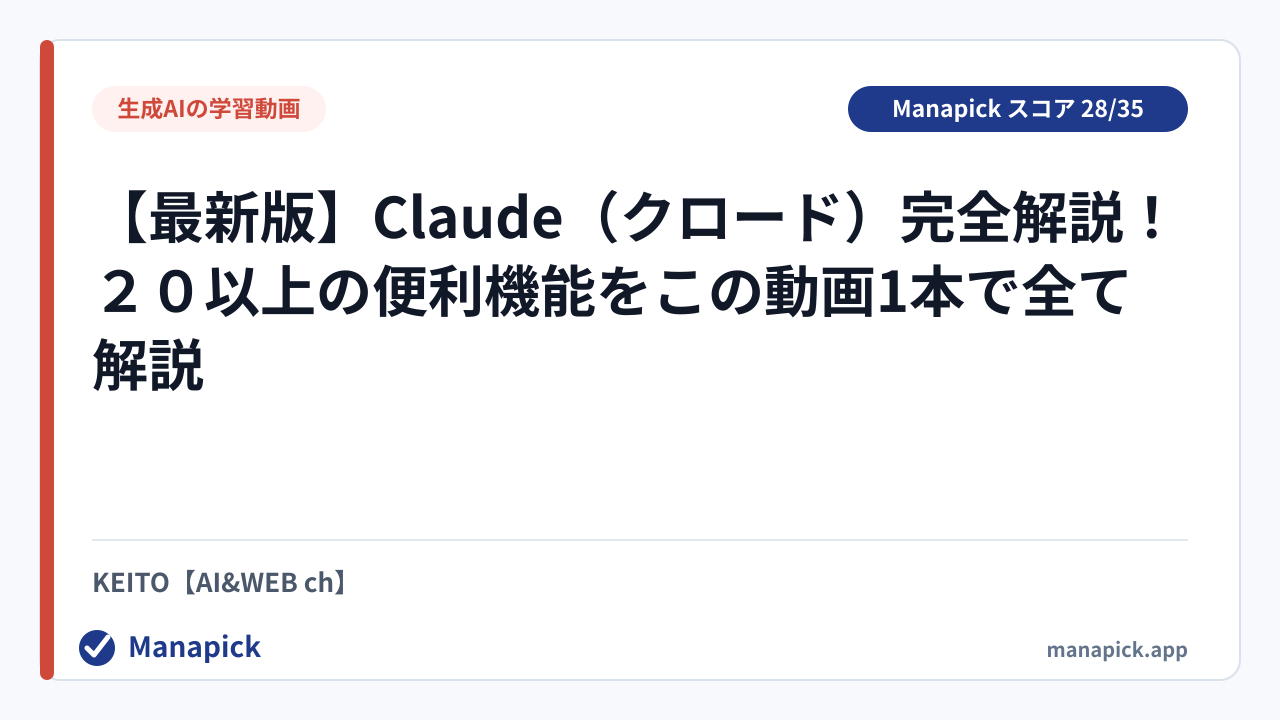 生成AIの学習動画
Manapick スコア 28/35
【最新版】Claude（クロード）完全解説！
２０以上の便利機能をこの動画1本で全て
解説
KEITO【AI&WEB ch】
Manapick
manapick.app